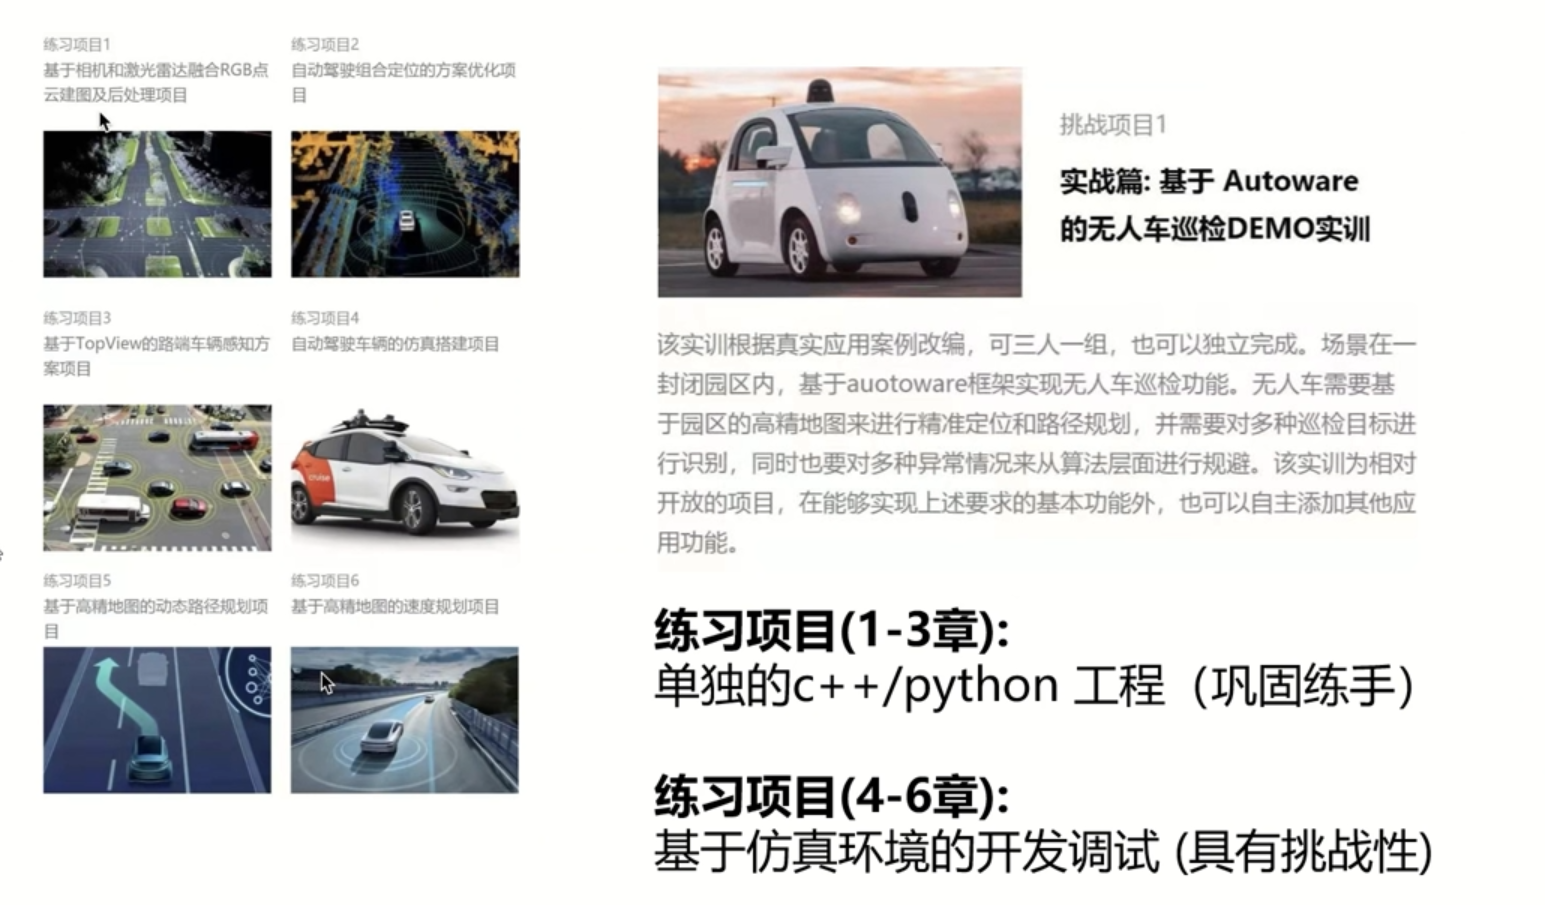 练习项目1
基于相机和激光雷达融合RGB点
云建图及后处理项目
练习项目2
自动驾驶组合定位的方案优化项
目
练习项目3
基于TopView的路端车辆感知方
案项目
练习项目4
自动驾驶车辆的仿真搭建项目
cruise
练习项目5
基于高精地图的动态路径规划项
目
练习项目6
基于高精地图的速度规划项目
挑战项目1
实战篇: 基于 Autoware
的无人车巡检DEMO实训
该实训根据真实应用案例改编，可三人一组，也可以独立完成。场景在一
封闭园区内，基于auotoware框架实现无人车巡检功能。无人车需要基
于园区的高精地图来进行精准定位和路径规划，并需要对多种巡检目标进
行识别，同时也要对多种异常情况来从算法层面进行规避。该实训为相对
开放的项目，在能够实现上述要求的基本功能外，也可以自主添加其他应
用功能。
练习项目(1-3章):
单独的c++/python 工程（巩固练手）
练习项目(4-6章):
基于仿真环境的开发调试 (具有挑战性)